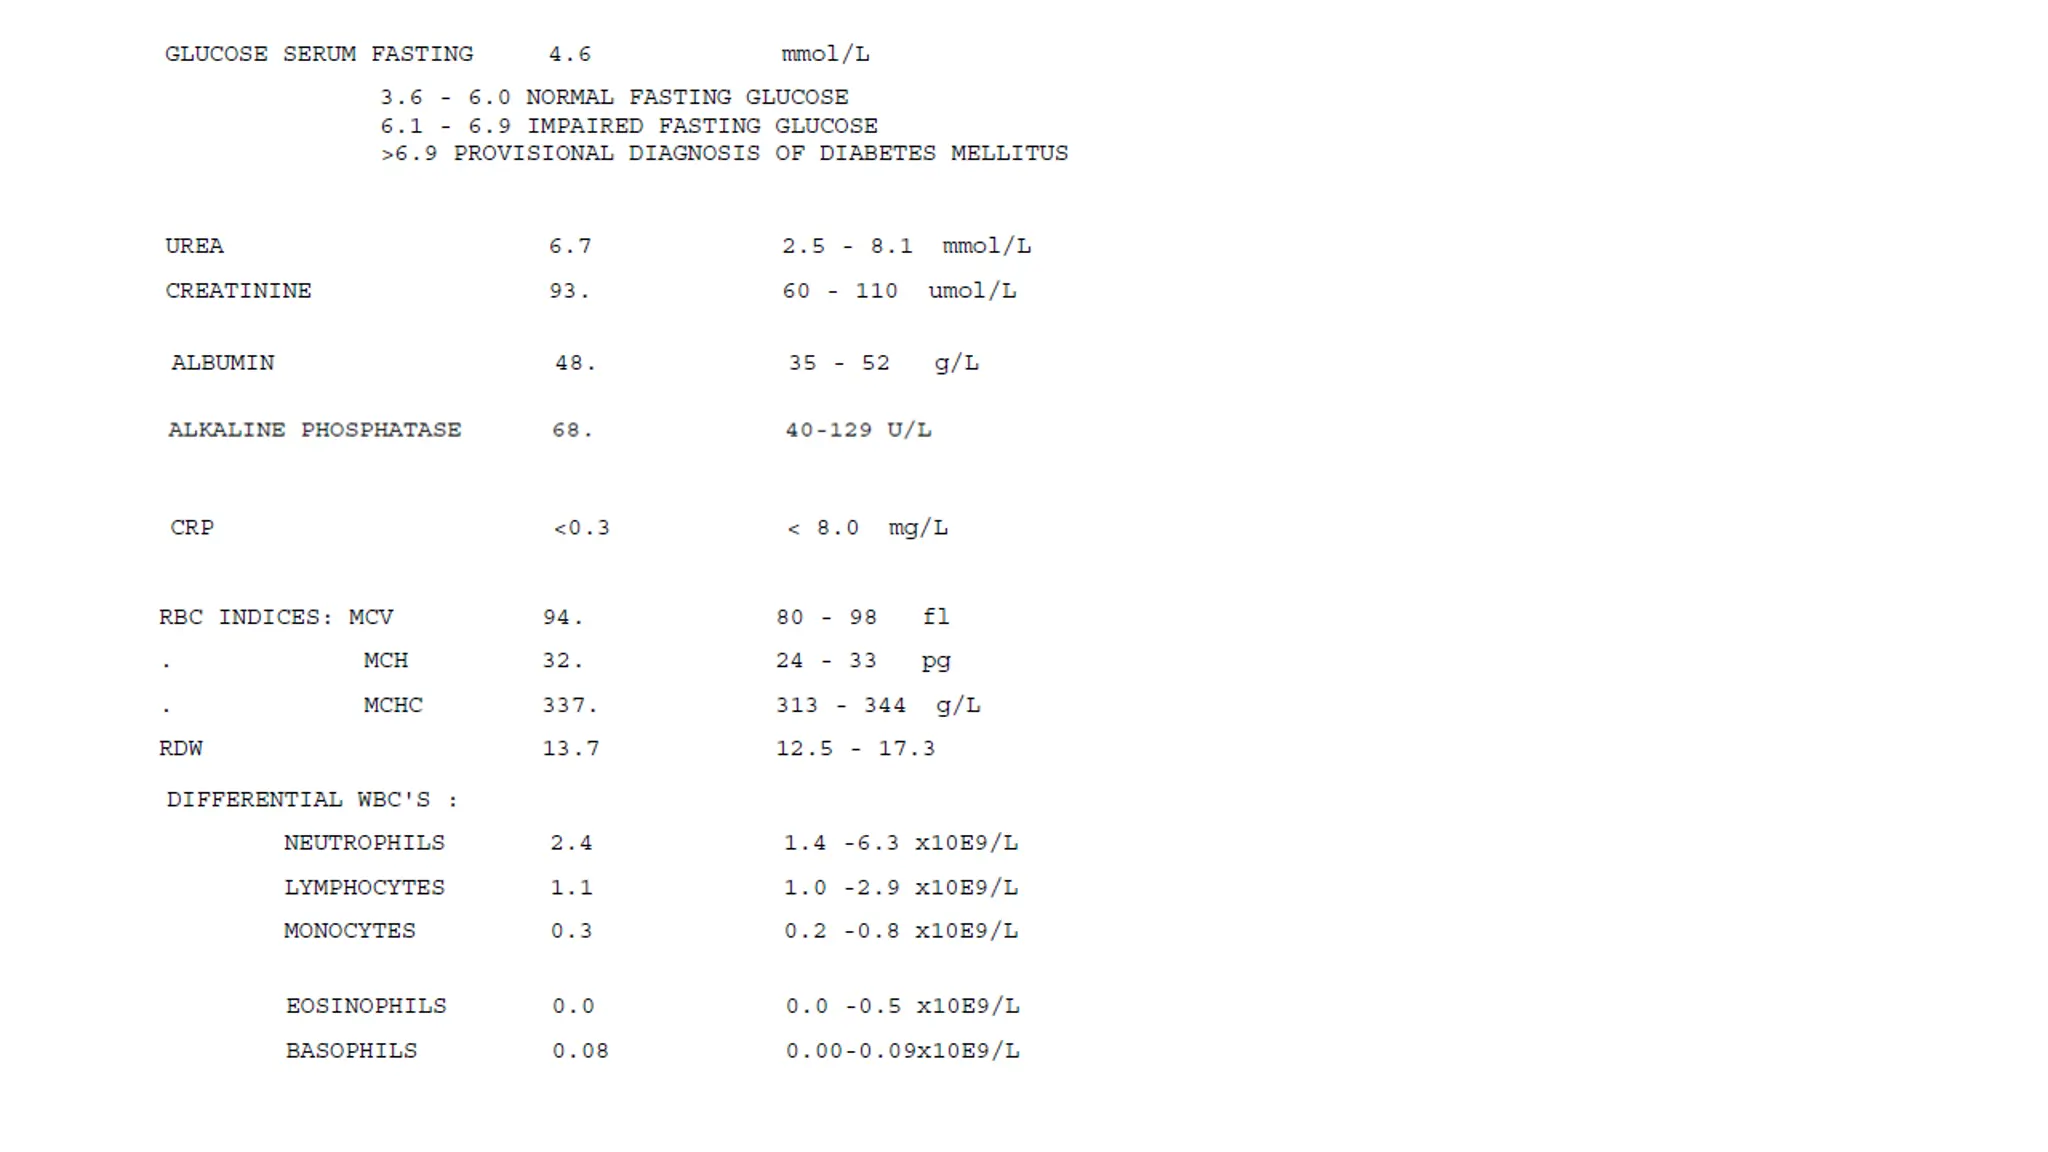 GLUCOSE SERUM FASTING 4.6 mmol/L
3.6 - 6.0 NORMAL FASTING GLUCOSE
6.1 - 6.9 IMPAIRED FASTING GLUCOSE
>6.9 PROVISIONAL DIAGNOSIS OF DIABETES MELLITUS
UREA 6.7 2.5 - 8.1 mmol/L
CREATININE 93. 60 - 110 umol/L
ALBUMIN 48. 35 - 52 g/L
ALKALINE PHOSPHATASE 68. 40-129 U/L
CRP <0.3 < 8.0 mg/L
RBC INDICES: MCV 94. 80 - 98 fl
. MCH 32. 24 - 33 pg
. MCHC 337. 313 - 344 g/L
RDW 13.7 12.5 - 17.3
DIFFERENTIAL WBC'S :
NEUTROPHILS 2.4 1.4 -6.3 x10E9/L
LYMPHOCYTES 1.1 1.0 -2.9 x10E9/L
MONOCYTES 0.3 0.2 -0.8 x10E9/L
EOSINOPHILS 0.0 0.0 -0.5 x10E9/L
BASOPHILS 0.08 0.00-0.09x10E9/L